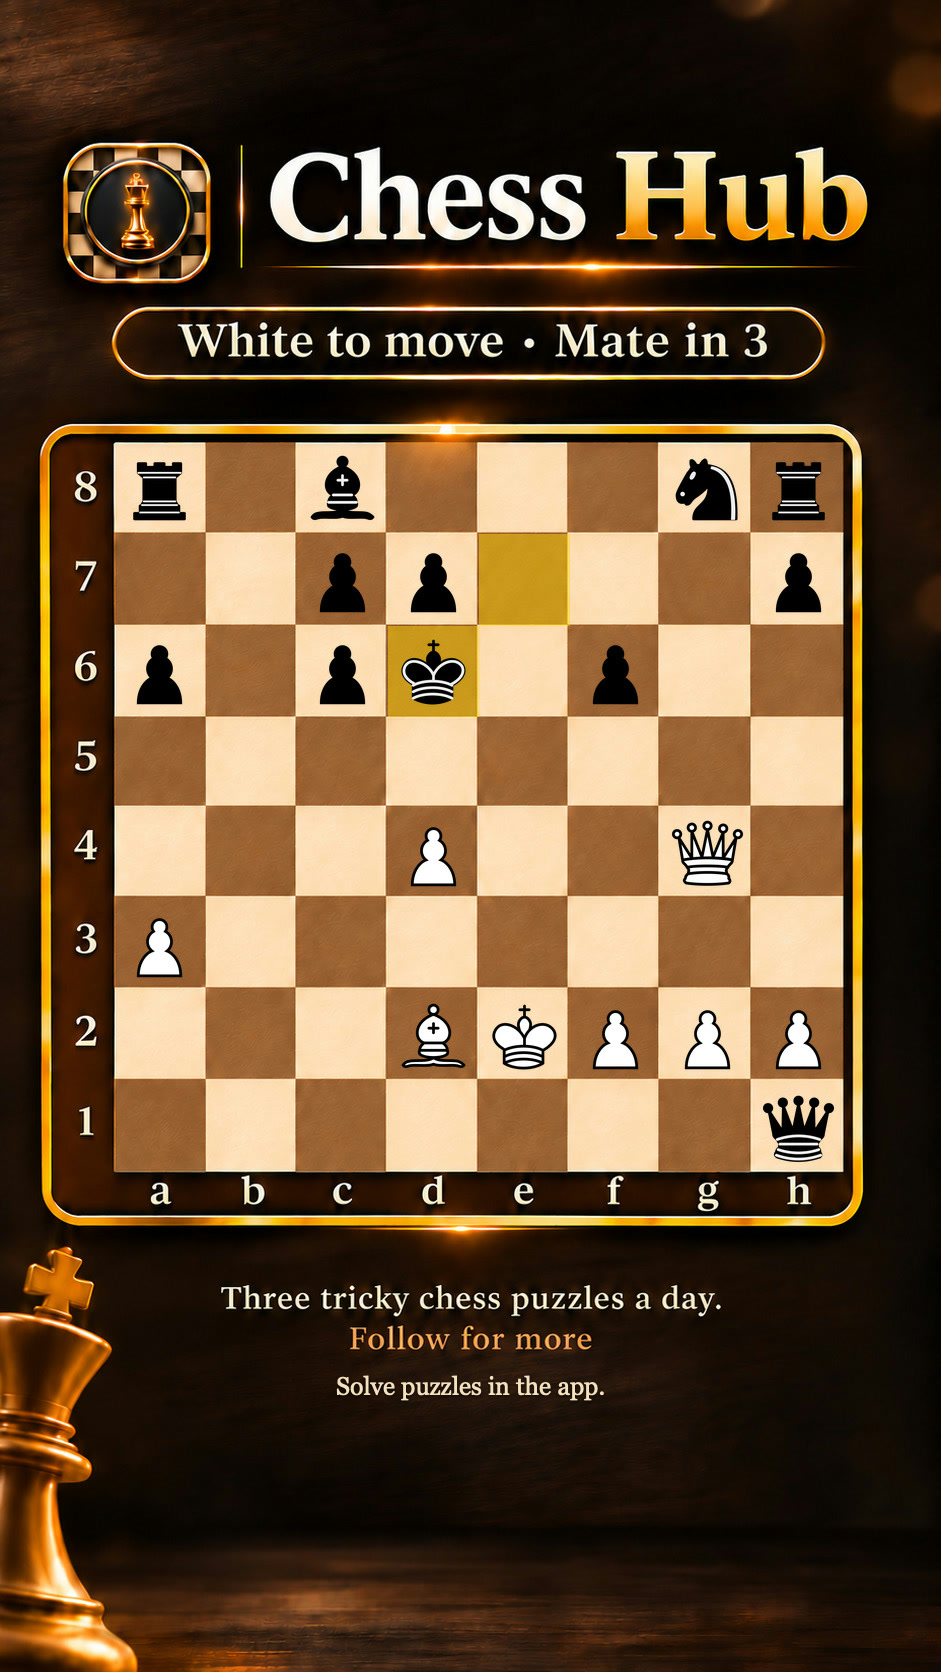 Chess Hub
White to move • Mate in 3
8
7
6
5
4
3
2
1
a b c d e f g h
Three tricky chess puzzles a day.
Follow for more
Solve puzzles in the app.